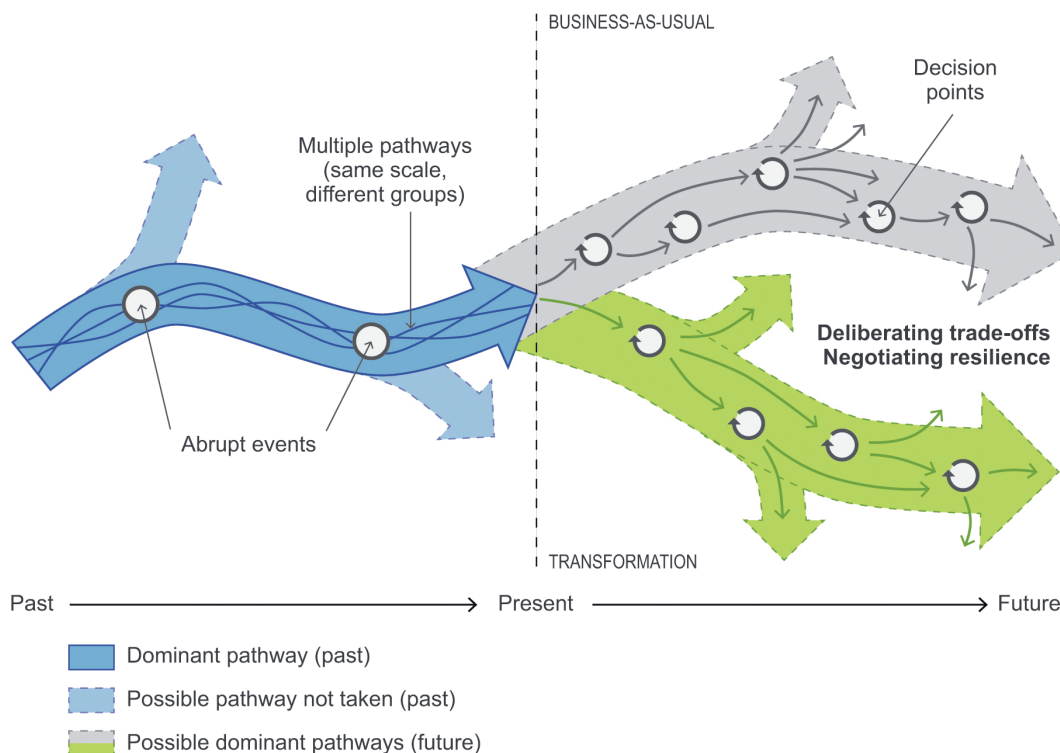 BUSINESS-AS-USUAL
Decision
points
Multiple pathways
(same scale,
different groups)
Deliberating trade-offs
Negotiating resilience
Abrupt events
TRANSFORMATION
Past
Present
Future
Dominant pathway (past)
Possible pathway not taken (past)
Possible dominant pathways (future)